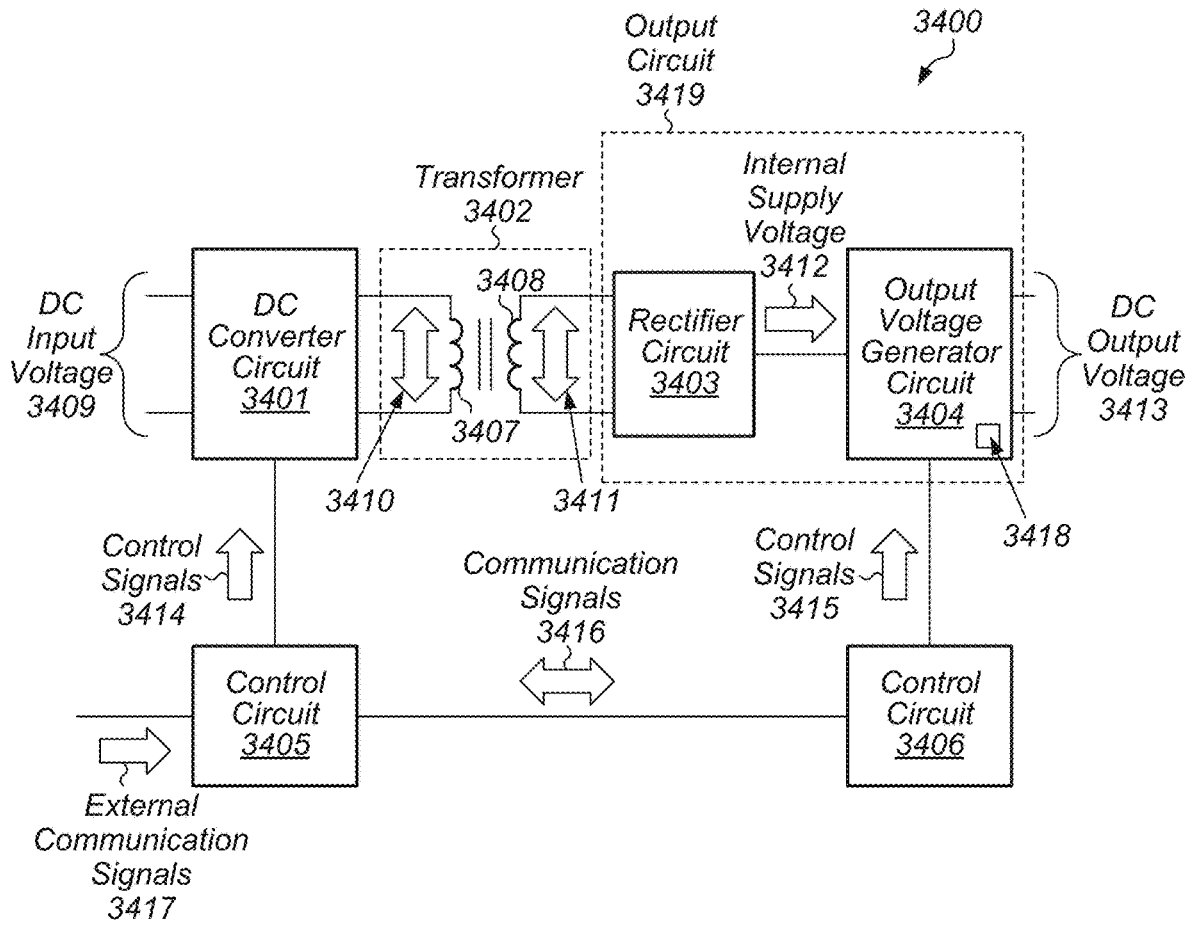 3400
Output
Circuit
3419
Transformer
3402
Internal
Supply
Voltage
3412
DC
Input
Voltage
3409
DC
Converter
Circuit
3401
3408
3407
Rectifier
Circuit
3403
Output
Voltage
Generator
Circuit
3404
DC
Output
Voltage
3413
3410
3411
3418
Control
Signals
3414
Communication
Signals
3416
Control
Signals
3415
Control
Circuit
3405
Control
Circuit
3406
External
Communication
Signals
3417